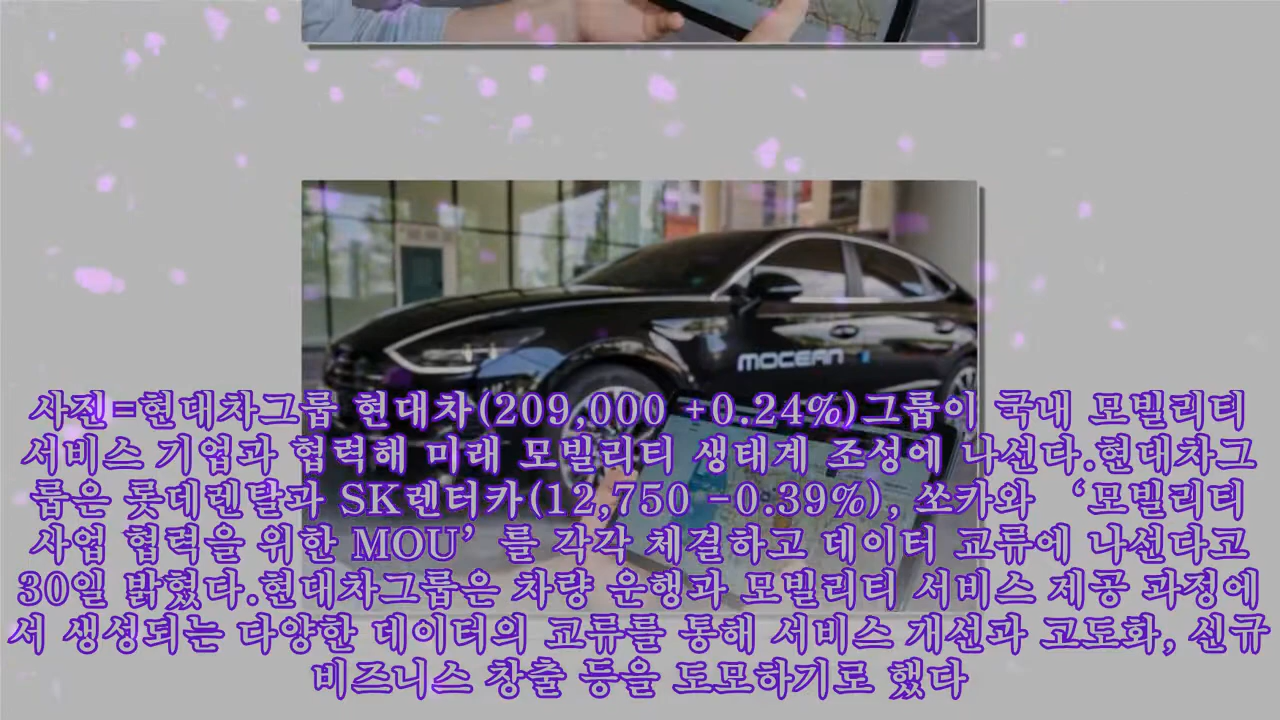 MOCEAN
사진=현대차그룹 현대차(209,000 +0.24%)그룹이 국내 모빌리티
서비스 기업과 협력해 미래 모빌리티 생태계 조성에 나선다.현대차그
룹은 롯데렌탈과 SK렌터카(12,750 -0.39%), 쏘카와 ‘모빌리티
사업 협력을 위한 MOU’를 각각 체결하고 데이터 교류에 나선다고
30일 밝혔다.현대차그룹은 차량 운행과 모빌리티 서비스 제공 과정에
서 생성되는 다양한 데이터의 교류를 통해 서비스 개선과 고도화, 신규
비즈니스 창출 등을 도모하기로 했다